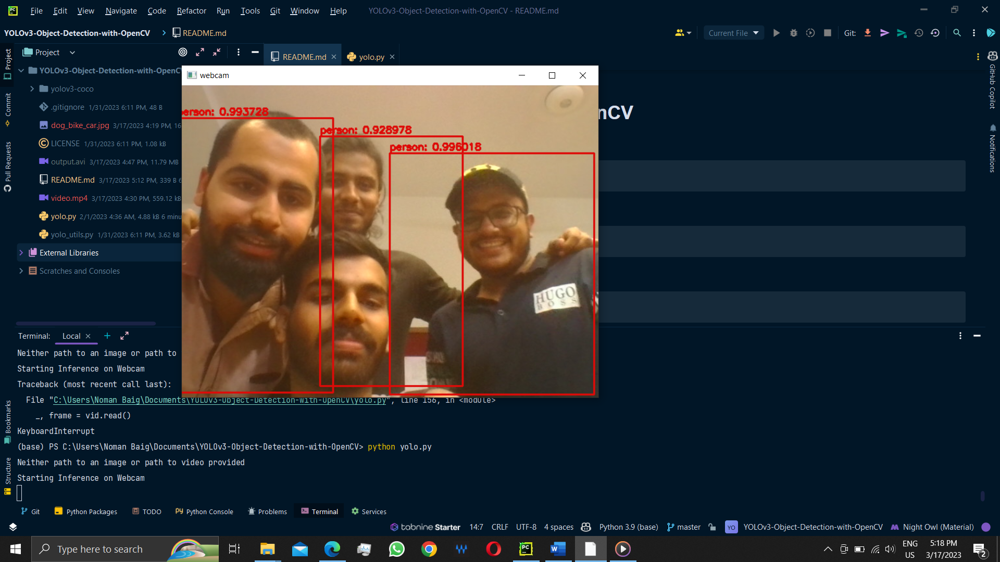 File Edit View Navigate Code Refactor Run Tools Git Window Help YOLOv3-Object-Detection-with-OpenCV - README.md
YOLOv3-Object-Detection-with-OpenCV README.md Current File Git:
Project
README.md yolo.py
YOLOv3-Object-Detection-with-OpenCV
yolov3-coco
.gitignore 1/31/2023 6:11 PM, 48 B
dog_bike_car.jpg 3/17/2023 4:19 PM, 16
LICENSE 1/31/2023 6:11 PM, 1.08 kB
output.avi 3/17/2023 4:47 PM, 11.79 MB
README.md 3/17/2023 5:12 PM, 339 B 6
video.mp4 3/17/2023 4:30 PM, 559.12 kB
yolo.py 2/1/2023 4:36 AM, 4.88 kB 6 minu
yolo_utils.py 1/31/2023 6:11 PM, 3.62 kB
External Libraries
Scratches and Consoles
Project
Commit
Pull Requests
Bookmarks
Structure
GitHub Copilot
Notifications
webcam
person: 0.993728
person: 0.928978
person: 0.996018
HUGO
BOSS
nCV
Terminal: Local
Neither path to an image or path to
Starting Inference on Webcam
Traceback (most recent call last):
File "C:\Users\Noman Baig\Documents\YOLOv3-Object-Detection-with-OpenCV\yolo.py", line 156, in <module>
_, frame = vid.read()
KeyboardInterrupt
(base) PS C:\Users\Noman Baig\Documents\YOLOv3-Object-Detection-with-OpenCV> python yolo.py
Neither path to an image or path to video provided
Starting Inference on Webcam
Git Python Packages TODO Python Console Problems Terminal Services
tabnine Starter 14:7 CRLF UTF-8 4 spaces Python 3.9 (base) master YO YOLOv3-Object-Detection-with-OpenCV Night Owl (Material)
Type here to search
ENG
US
5:18 PM
3/17/2023
2